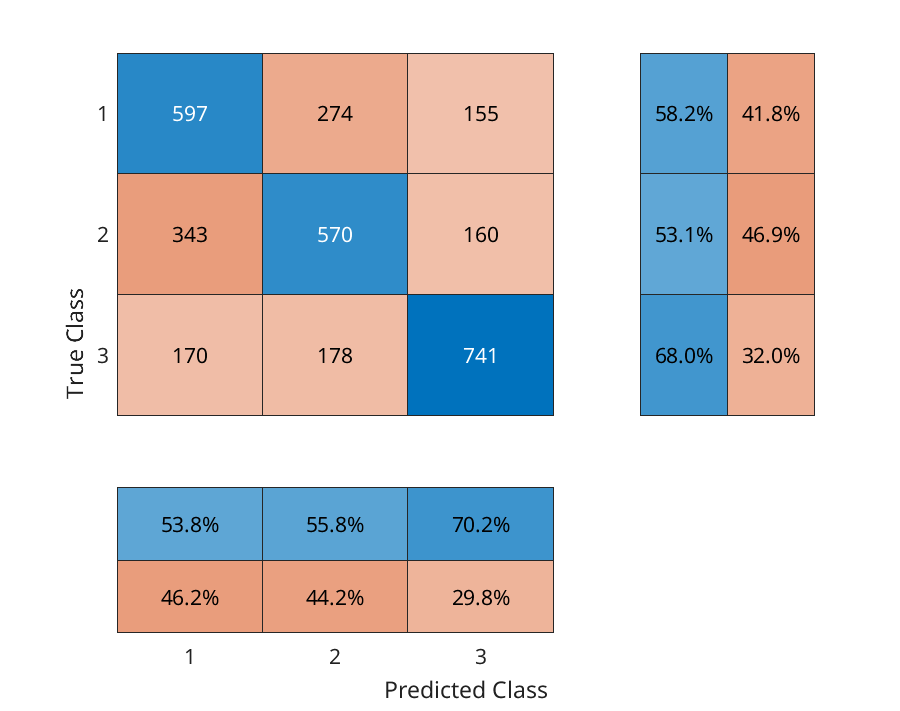 1 597 274 155 58.2% 41.8%
2 343 570 160 53.1% 46.9%
3 170 178 741 68.0% 32.0%
True Class
53.8% 55.8% 70.2%
46.2% 44.2% 29.8%
1 2 3
Predicted Class